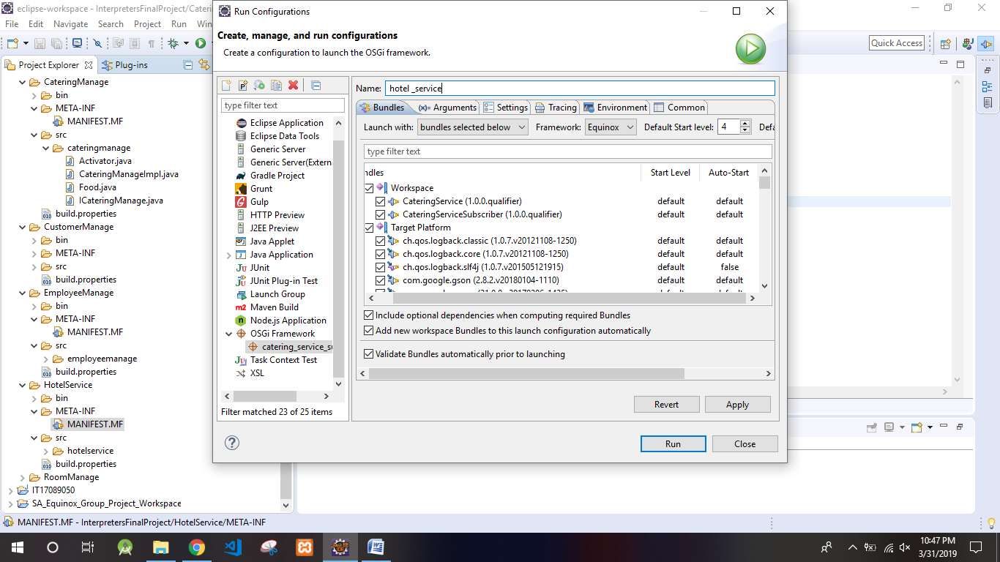 eclipse-workspace - InterpretersFinalProject/Cater
File Edit Navigate Search Project Run Win
Quick Access
Project Explorer
Plug-ins
CateringManage
bin
META-INF
MANIFEST.MF
src
cateringmanage
Activator.java
CateringManageImpl.java
Food.java
ICateringManage.java
build.properties
CustomerManage
bin
META-INF
src
build.properties
EmployeeManage
bin
META-INF
MANIFEST.MF
src
employeemanage
build.properties
HotelService
bin
META-INF
MANIFEST.MF
src
hotelservice
build.properties
RoomManage
IT17089050
SA_Equinox_Group_Project_Workspace
MANIFEST.MF - InterpretersFinalProject/HotelService/META-INF
Run Configurations
Create, manage, and run configurations
Create a configuration to launch the OSGi framework.
type filter text
Eclipse Application
Eclipse Data Tools
Generic Server
Generic Server(Extern
Gradle Project
Grunt
Gulp
HTTP Preview
J2EE Preview
Java Applet
Java Application
JUnit
JUnit Plug-in Test
Launch Group
Maven Build
Node.js Application
OSGi Framework
catering_service_su
Task Context Test
XSL
Filter matched 23 of 25 items
Name: hotel _service
Bundles (x)= Arguments Settings Tracing Environment Common
Launch with: bundles selected below Framework: Equinox Default Start level: 4 Defa
type filter text
ndles Start Level Auto-Start
Workspace
CateringService (1.0.0.qualifier) default default
CateringServiceSubscriber (1.0.0.qualifier) default default
Target Platform
ch.qos.logback.classic (1.0.7.v20121108-1250) default default
ch.qos.logback.core (1.0.7.v20121108-1250) default default
ch.qos.logback.slf4j (1.0.7.v201505121915) default false
com.google.gson (2.8.2.v20180104-1110) default default
Include optional dependencies when computing required Bundles
Add new workspace Bundles to this launch configuration automatically
Validate Bundles automatically prior to launching
Revert Apply
Run Close
10:47 PM
3/31/2019